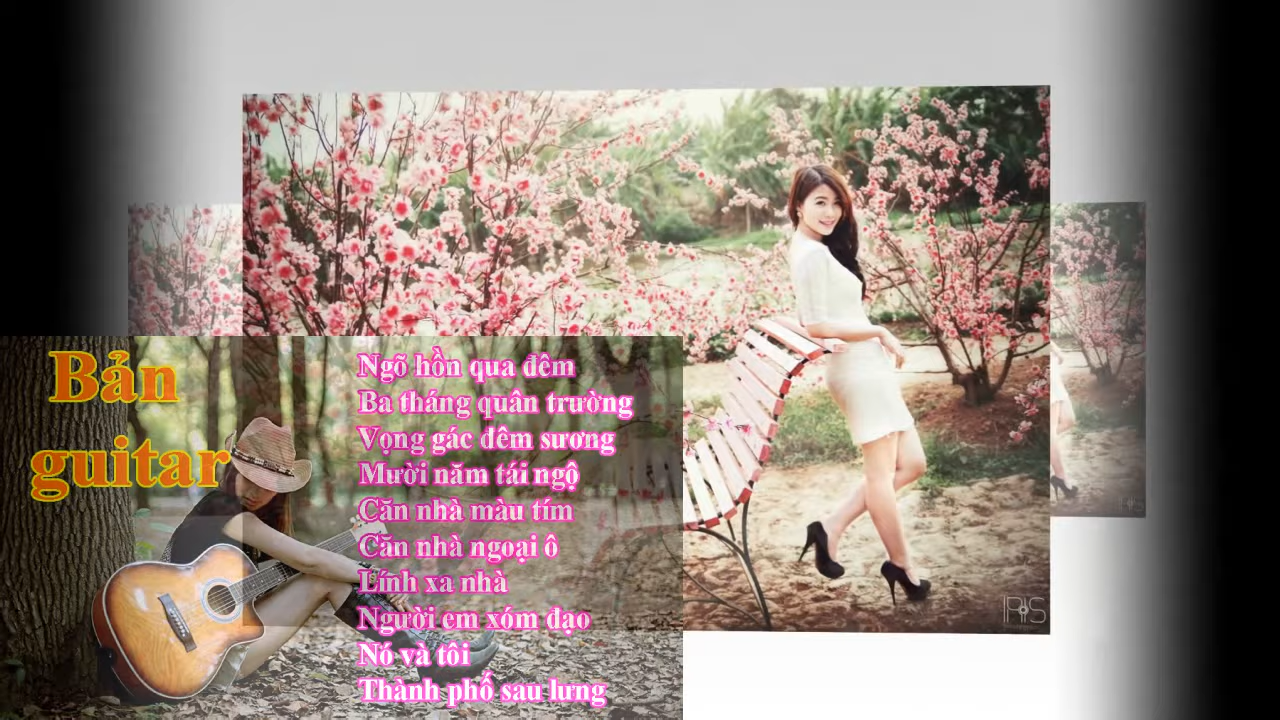 Bản
guitar
Ngõ hồn qua đêm
Ba tháng quân trường
Vọng gác đêm sương
Mười năm tái ngộ
Căn nhà màu tím
Căn nhà ngoại ô
Lính xa nhà
Người em xóm đạo
Nó và tôi
Thành phố sau lưng
IRIS